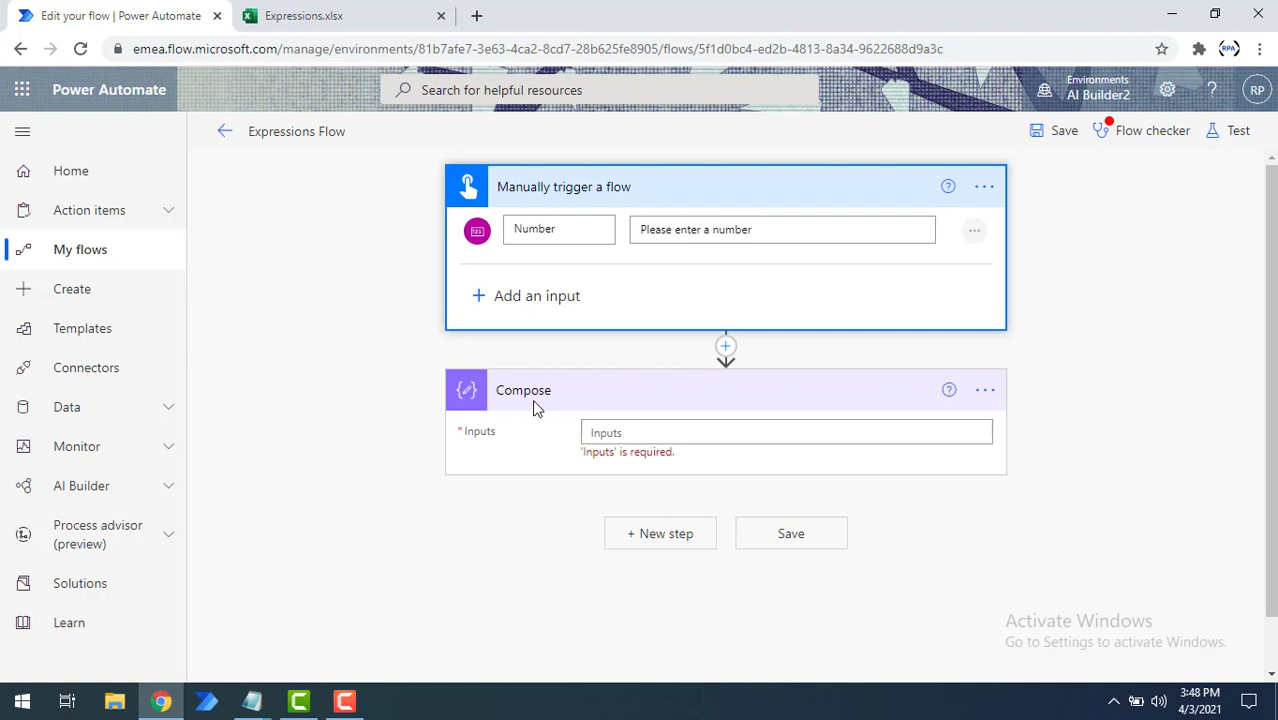 Edit your flow | Power Automate
Expressions.xlsx
emea.flow.microsoft.com/manage/environments/81b7afe7-3e63-4ca2-8cd7-28b625fe8905/flows/5f1d0bc4-ed2b-4813-8a34-9622688d9a3c
RPA
Power Automate
Search for helpful resources
Environments
AI Builder2
RP
Expressions Flow
Save
Flow checker
Test
Home
Action items
My flows
Create
Templates
Connectors
Data
Monitor
AI Builder
Process advisor
(preview)
Solutions
Learn
Manually trigger a flow
123
Number
Please enter a number
Add an input
Compose
* Inputs
Inputs
'Inputs' is required.
+ New step
Save
Activate Windows
Go to Settings to activate Windows.
3:48 PM
4/3/2021